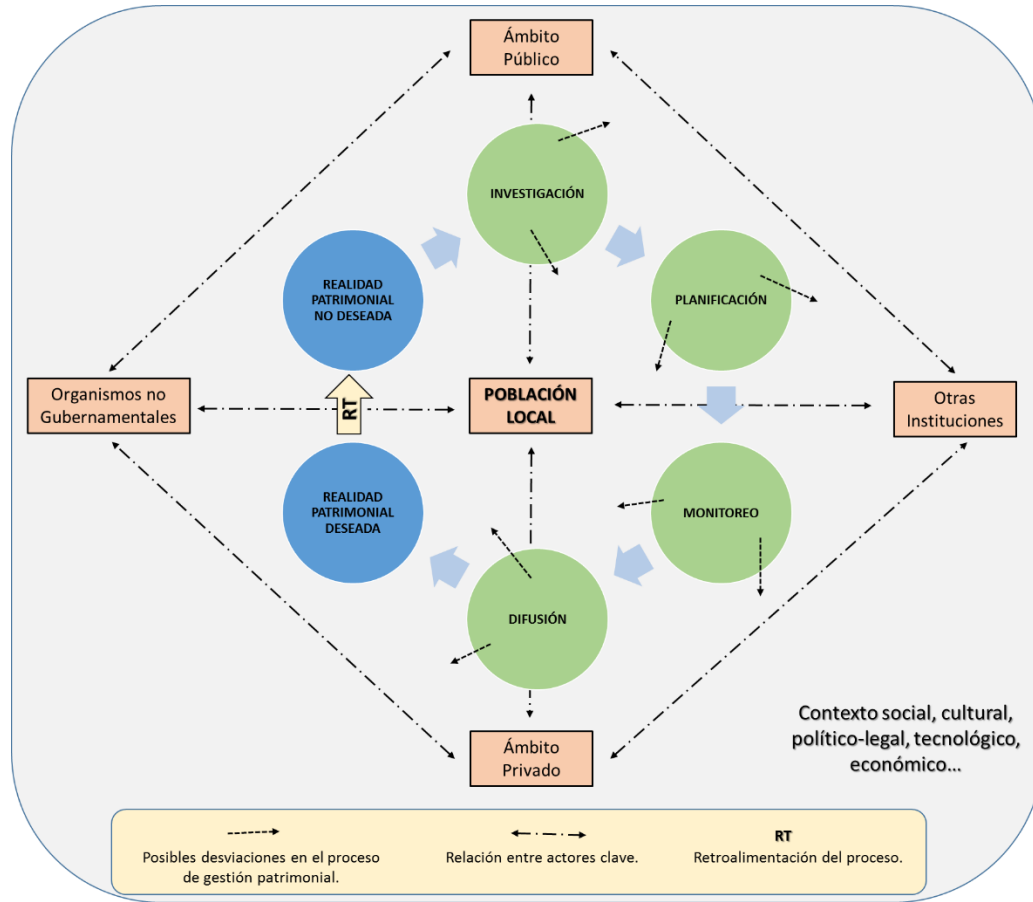 Ámbito
Público
INVESTIGACIÓN
REALIDAD
PATRIMONIAL
NO DESEADA
PLANIFICACIÓN
Organismos no
Gubernamentales
RT
POBLACIÓN
LOCAL
Otras
Instituciones
REALIDAD
PATRIMONIAL
DESEADA
MONITOREO
DIFUSIÓN
Ámbito
Privado
Contexto social, cultural,
político-legal, tecnológico,
económico...
Posibles desviaciones en el proceso
de gestión patrimonial.
Relación entre actores clave.
RT
Retroalimentación del proceso.